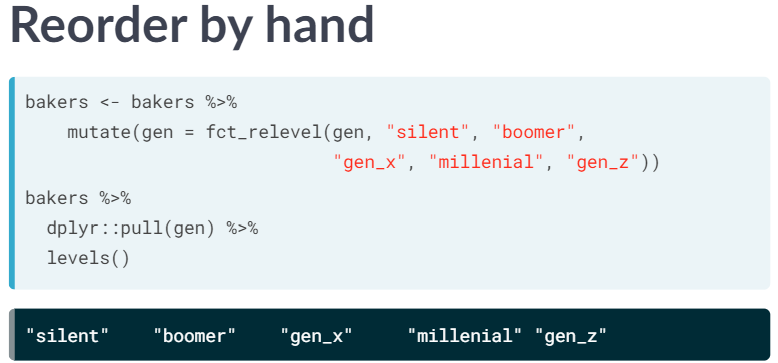 Reorder by hand
bakers <- bakers %>%
    mutate(gen = fct_relevel(gen, "silent", "boomer",
                             "gen_x", "millenial", "gen_z"))
bakers %>%
  dplyr::pull(gen) %>%
  levels()
"silent"    "boomer"    "gen_x"     "millenial" "gen_z"